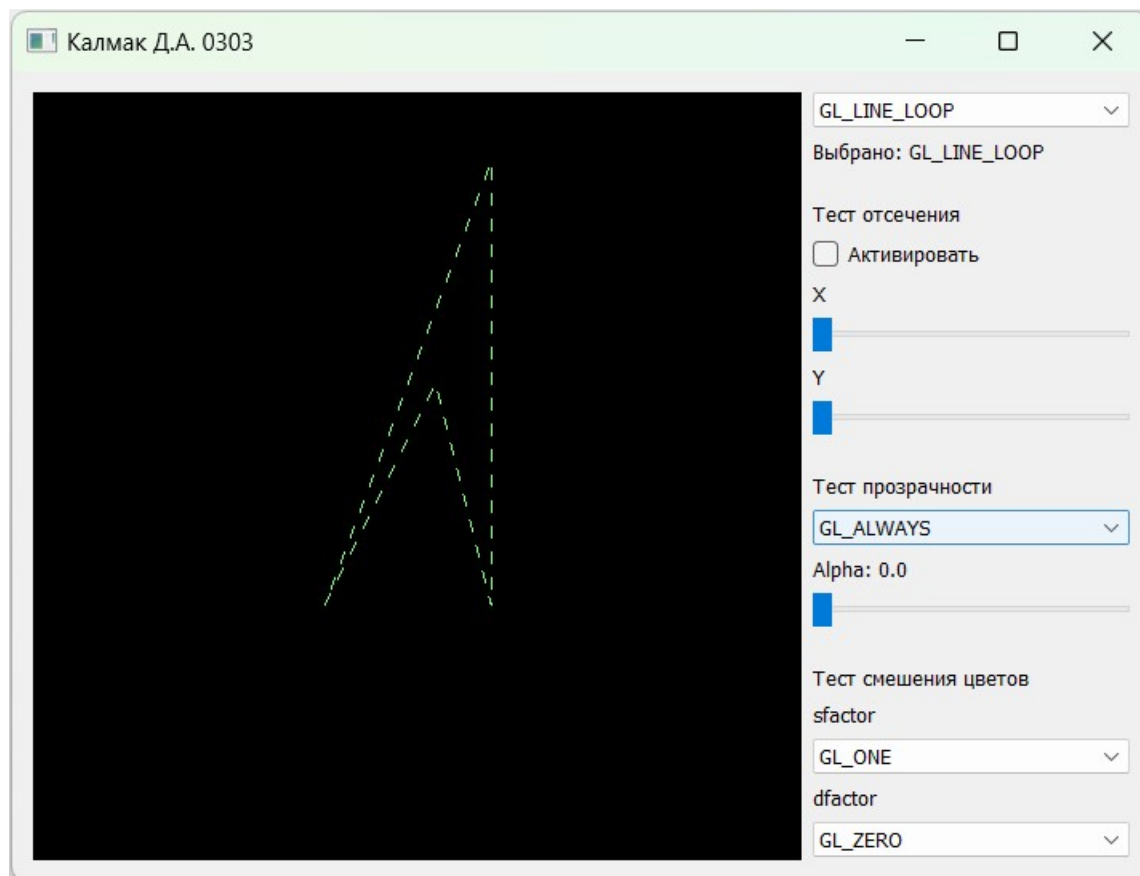 Калмак Д.А. 0303
GL_LINE_LOOP
Выбрано: GL_LINE_LOOP
Тест отсечения
Активировать
X
Y
Тест прозрачности
GL_ALWAYS
Alpha: 0.0
Тест смешения цветов
sfactor
GL_ONE
dfactor
GL_ZERO